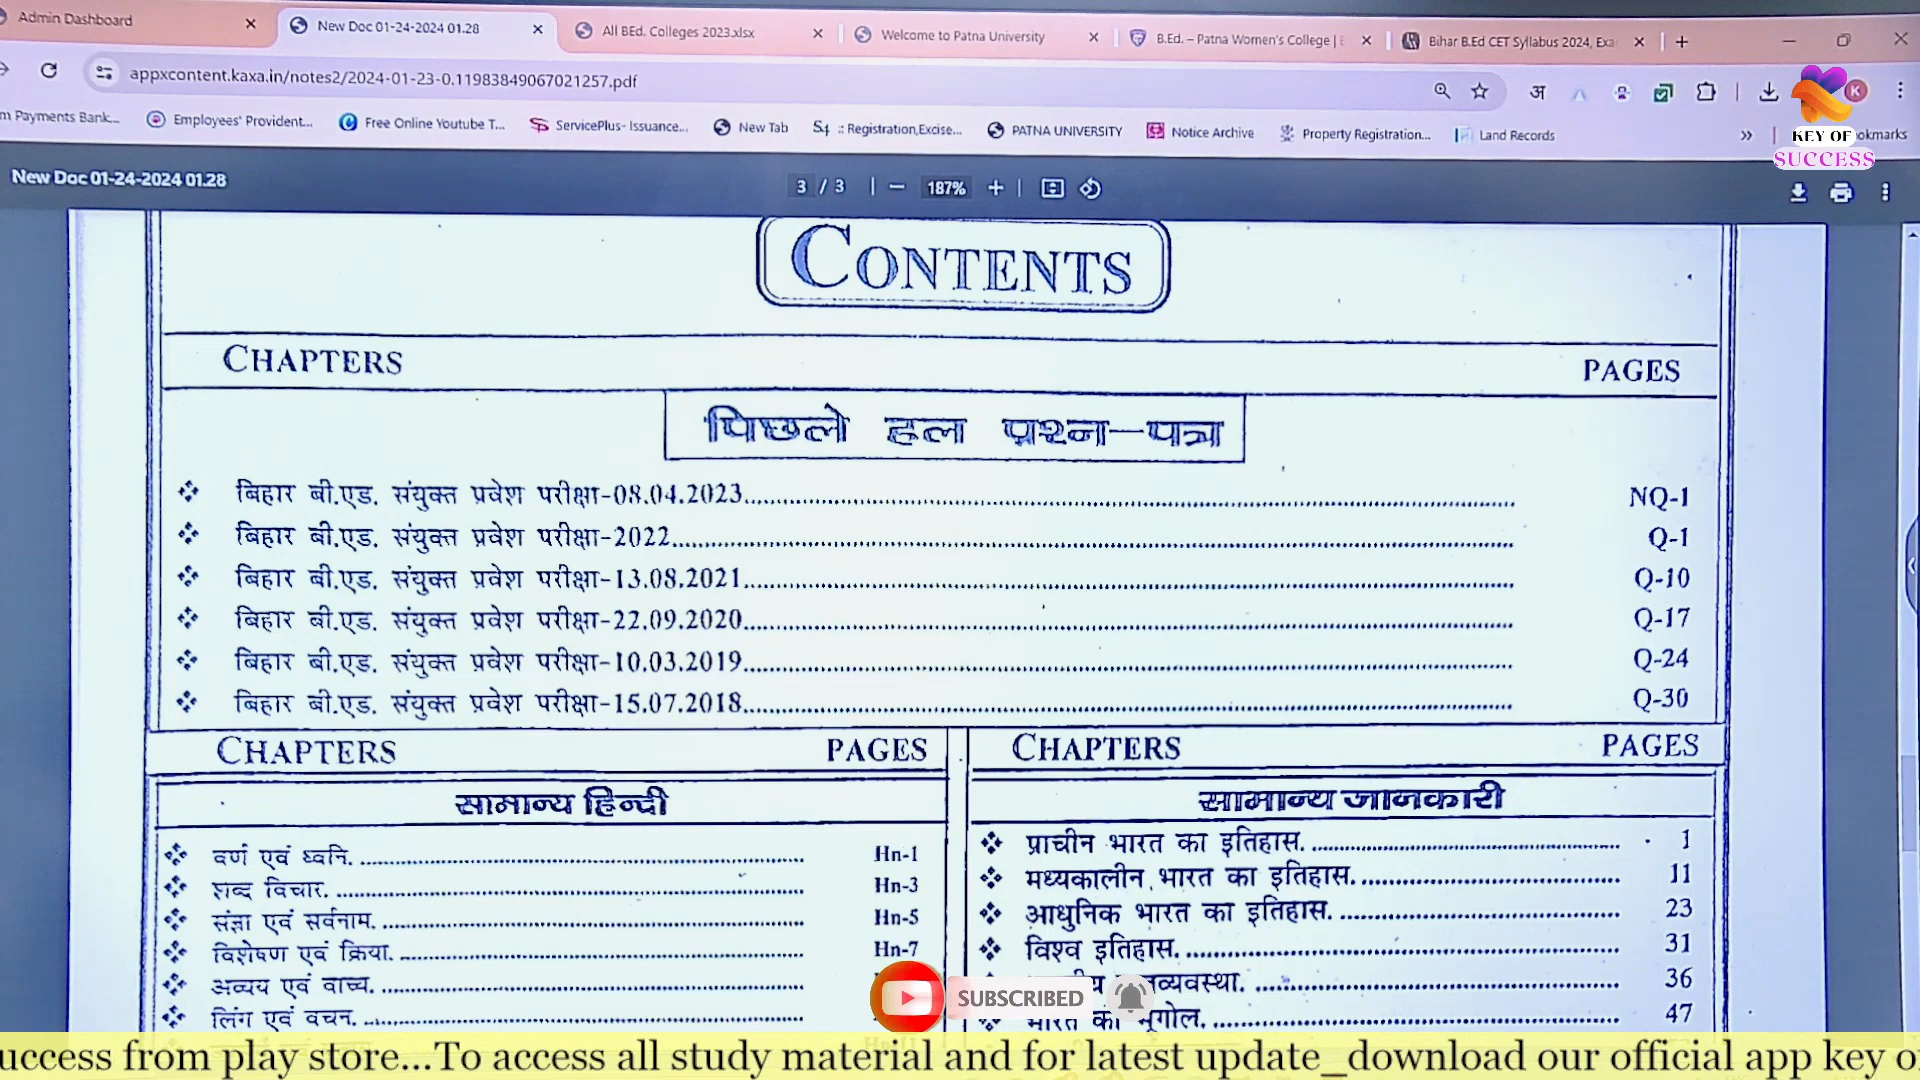 Admin Dashboard
New Doc 01-24-2024 01.28
All BEd. Colleges 2023.xlsx
Welcome to Patna University
B.Ed. – Patna Women's College | E
Bihar B.Ed CET Syllabus 2024, Exa
appxcontent.kaxa.in/notes2/2024-01-23-0.11983849067021257.pdf
m Payments Bank...
Employees' Provident...
Free Online Youtube T...
ServicePlus- Issuance...
New Tab
:: Registration,Excise...
PATNA UNIVERSITY
Notice Archive
Property Registration...
Land Records
»
okmarks
KEY OF
SUCCESS
New Doc 01-24-2024 01.28
3 / 3
187%
CONTENTS
CHAPTERS PAGES
पिछले हल प्रश्न-पत्र
बिहार बी.एड. संयुक्त प्रवेश परीक्षा-08.04.2023 NQ-1
बिहार बी.एड. संयुक्त प्रवेश परीक्षा-2022 Q-1
बिहार बी.एड. संयुक्त प्रवेश परीक्षा-13.08.2021 Q-10
बिहार बी.एड. संयुक्त प्रवेश परीक्षा-22.09.2020 Q-17
बिहार बी.एड. संयुक्त प्रवेश परीक्षा-10.03.2019 Q-24
बिहार बी.एड. संयुक्त प्रवेश परीक्षा-15.07.2018 Q-30
CHAPTERS PAGES
सामान्य हिन्दी
वर्ण एवं ध्वनि. Hn-1
शब्द विचार. Hn-3
संज्ञा एवं सर्वनाम. Hn-5
विशेषण एवं क्रिया. Hn-7
अव्यय एवं वाच्य.
लिंग एवं वचन.
CHAPTERS PAGES
सामान्य जानकारी
प्राचीन भारत का इतिहास. 1
मध्यकालीन भारत का इतिहास. 11
आधुनिक भारत का इतिहास. 23
विश्व इतिहास. 31
36
भारत का भूगोल. 47
SUBSCRIBED
uccess from play store...To access all study material and for latest update_download our official app key o